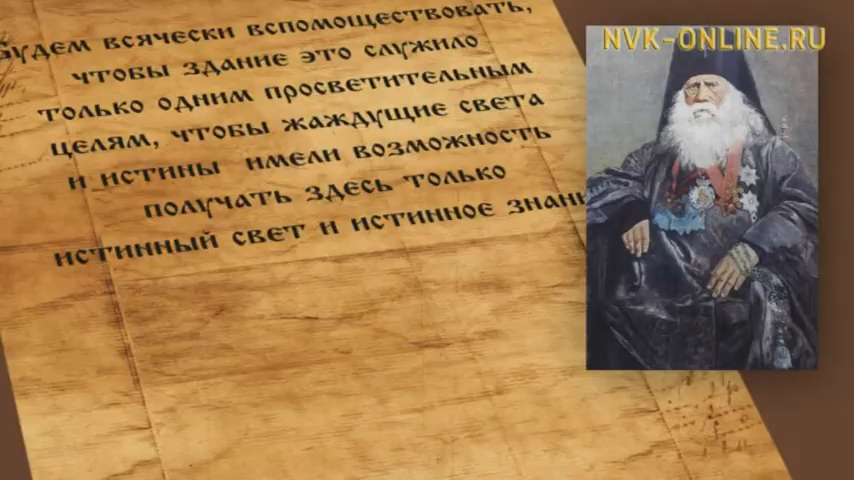 Будем всячески вспомоществовать,
чтобы здание это служило
только одним просветительным
целям, чтобы жаждущие света
и истины имели возможность
получать здесь только
истинный свет и истинное знани
NVK-ONLINE.RU